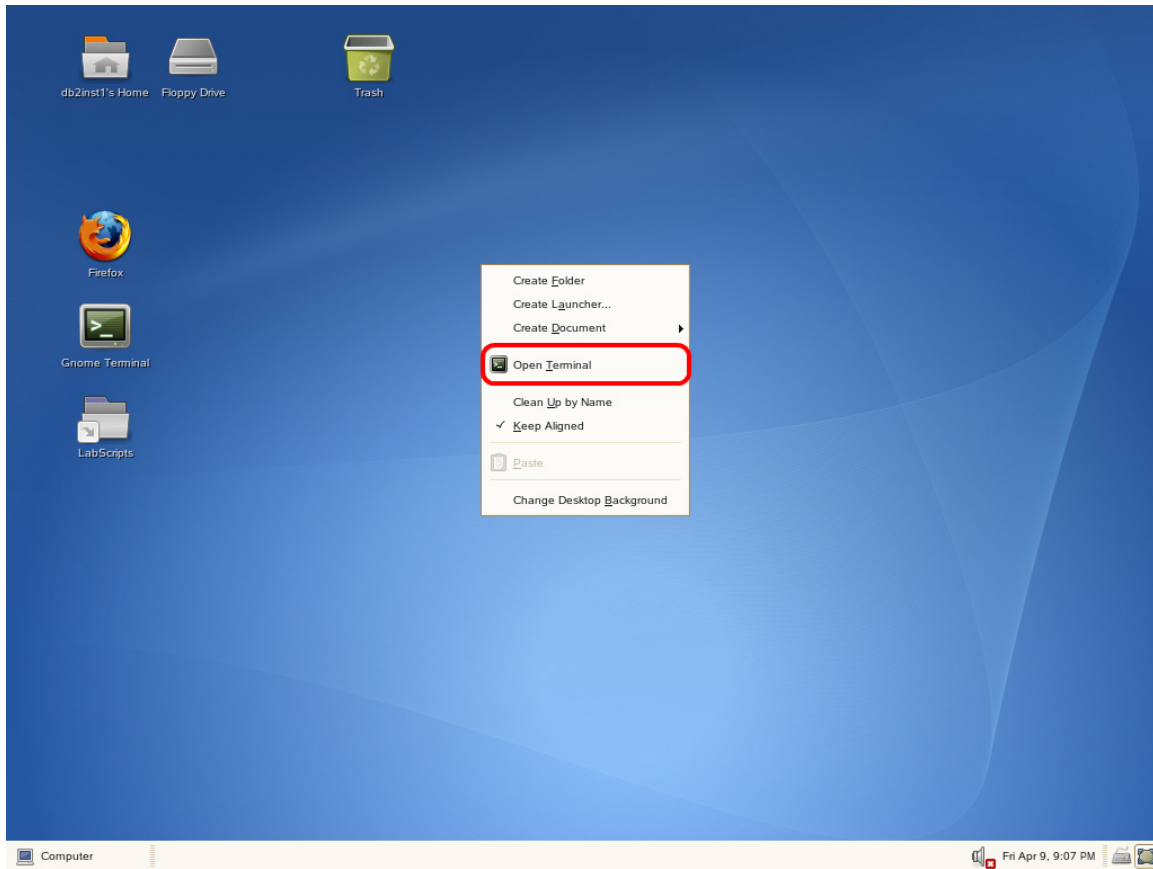 db2inst1's Home
Floppy Drive
Trash
Firefox
Gnome Terminal
LabScripts
Create Folder
Create Launcher...
Create Document
Open Terminal
Clean Up by Name
Keep Aligned
Paste
Change Desktop Background
Computer
Fri Apr 9, 9:07 PM